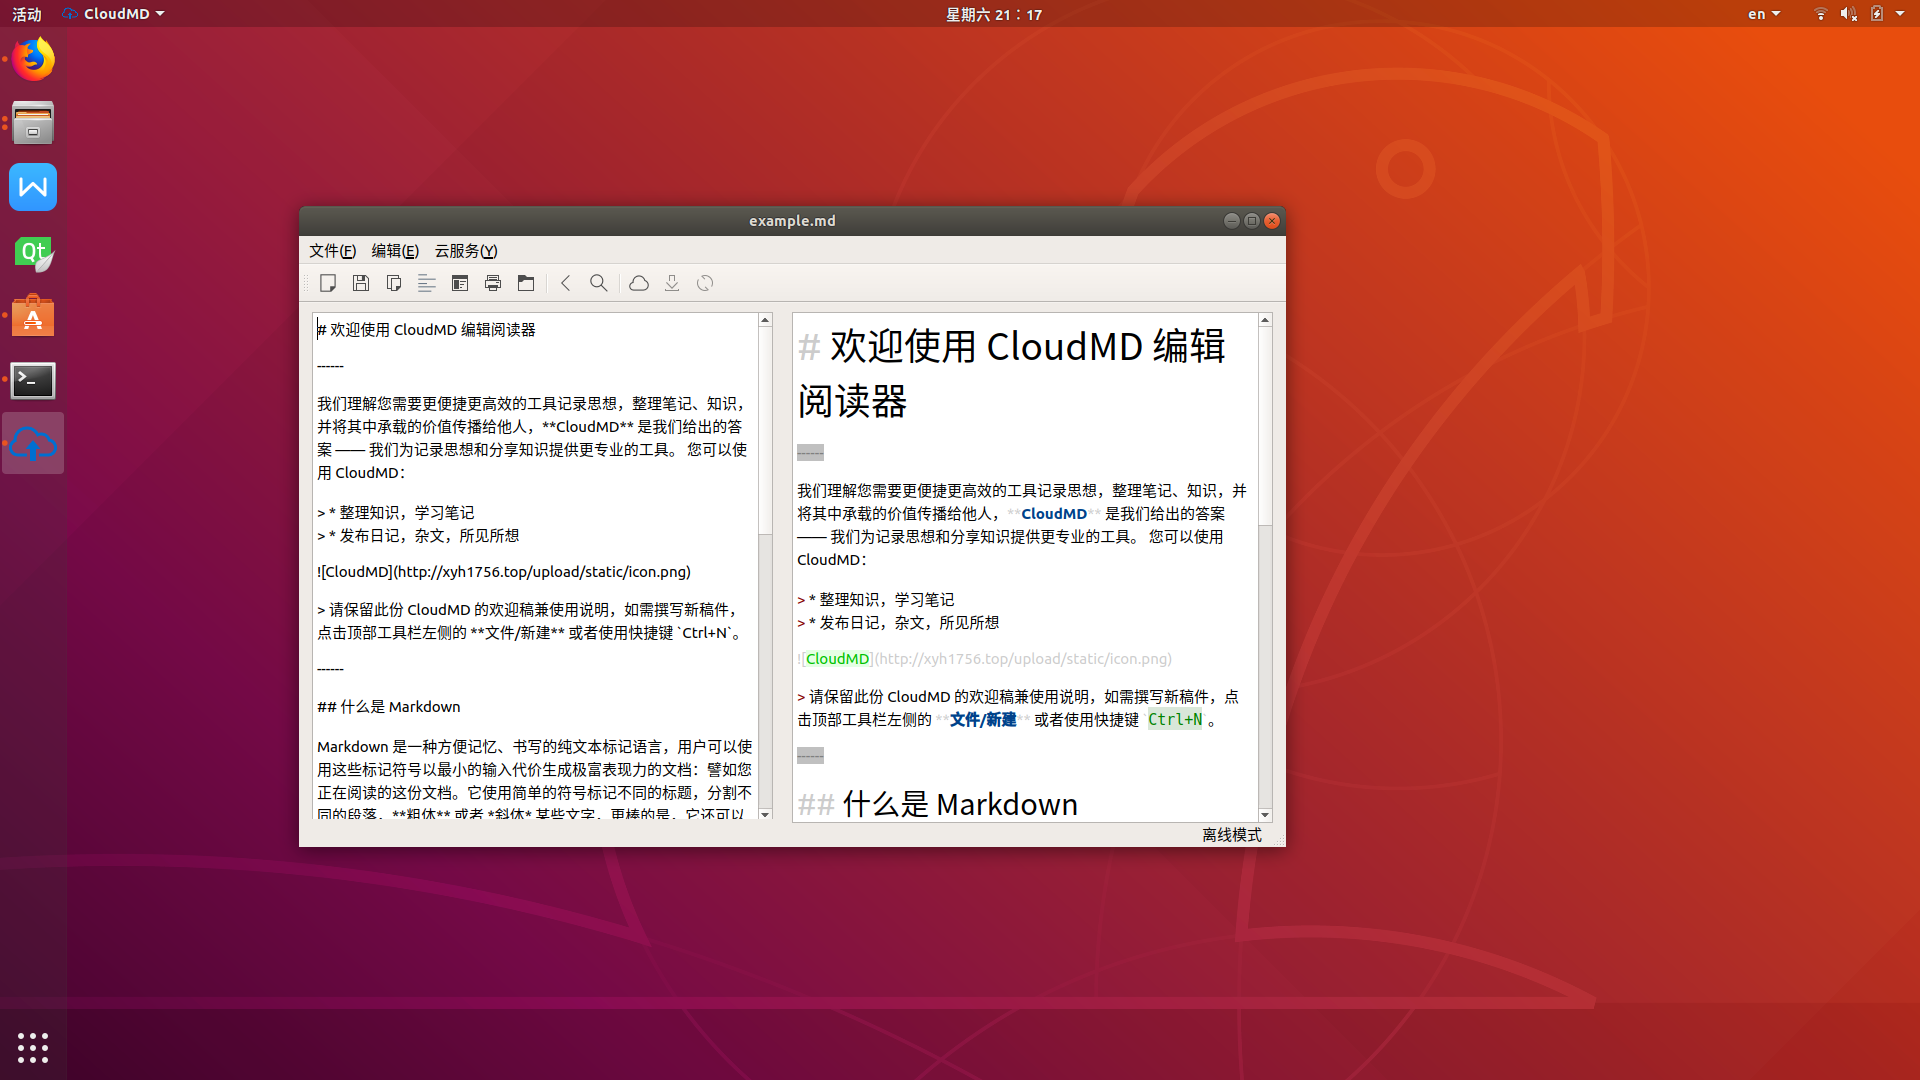 活动
CloudMD
星期六 21：17
en
example.md
文件(F) 编辑(E) 云服务(Y)
# 欢迎使用 CloudMD 编辑阅读器
------
我们理解您需要更便捷更高效的工具记录思想，整理笔记、知识，
并将其中承载的价值传播给他人，**CloudMD** 是我们给出的答
案 —— 我们为记录思想和分享知识提供更专业的工具。 您可以使
用 CloudMD：
> * 整理知识，学习笔记
> * 发布日记，杂文，所见所想
![CloudMD](http://xyh1756.top/upload/static/icon.png)
> 请保留此份 CloudMD 的欢迎稿兼使用说明，如需撰写新稿件，
点击顶部工具栏左侧的 **文件/新建** 或者使用快捷键 `Ctrl+N`。
------
## 什么是 Markdown
Markdown 是一种方便记忆、书写的纯文本标记语言，用户可以使
用这些标记符号以最小的输入代价生成极富表现力的文档：譬如您
正在阅读的这份文档。它使用简单的符号标记不同的标题，分割不
同的段落，**粗体** 或者 *斜体* 某些文字，更棒的是，它还可以
# 欢迎使用 CloudMD 编辑
阅读器
------
我们理解您需要更便捷更高效的工具记录思想，整理笔记、知识，并
将其中承载的价值传播给他人，**CloudMD** 是我们给出的答案
—— 我们为记录思想和分享知识提供更专业的工具。 您可以使用
CloudMD：
> * 整理知识，学习笔记
> * 发布日记，杂文，所见所想
![CloudMD](http://xyh1756.top/upload/static/icon.png)
> 请保留此份 CloudMD 的欢迎稿兼使用说明，如需撰写新稿件，点
击顶部工具栏左侧的 **文件/新建** 或者使用快捷键 `Ctrl+N`。
------
## 什么是 Markdown
离线模式